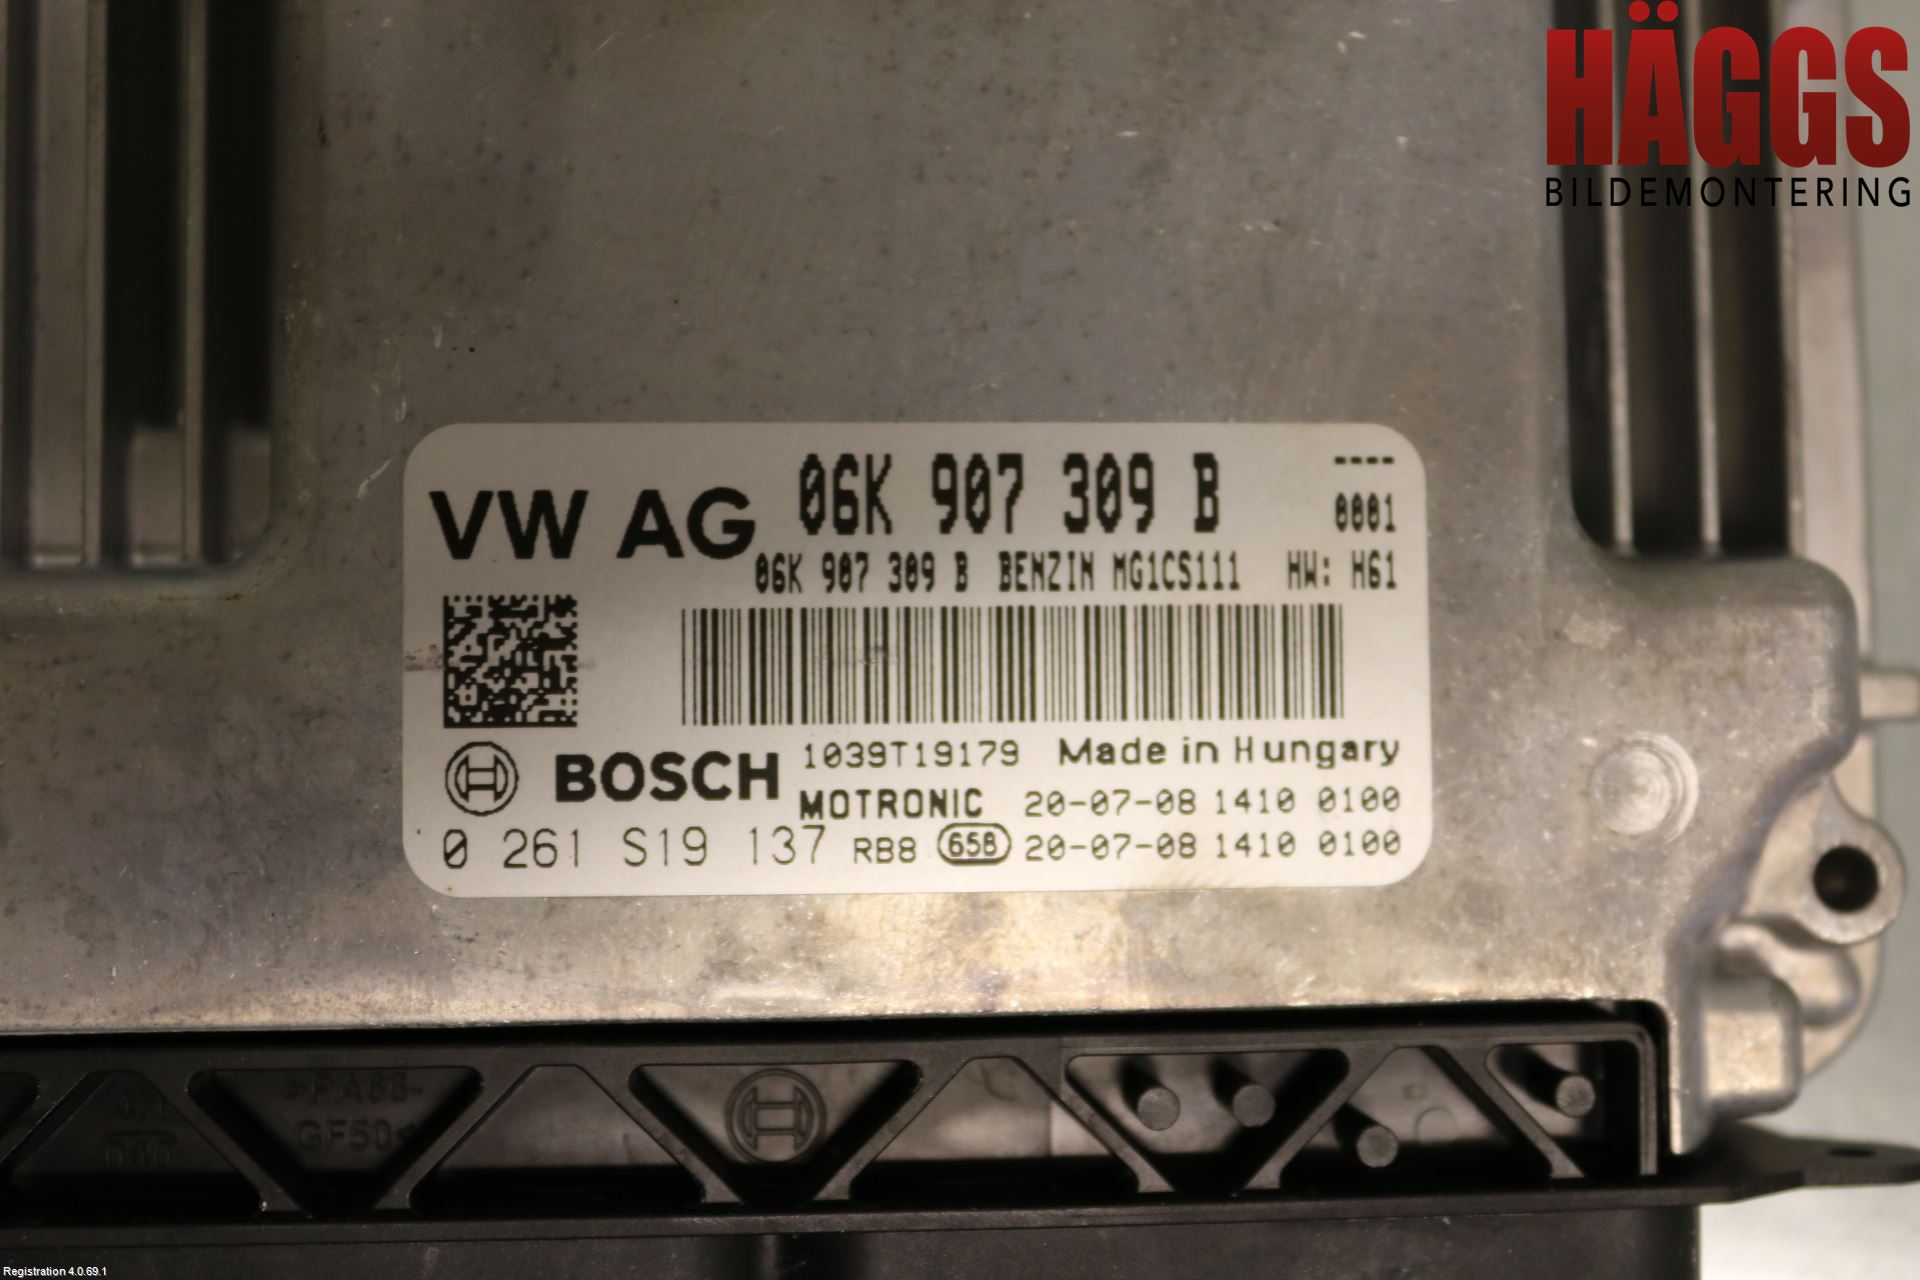 HÄGGS
BILDEMONTERING
VW AG 06K 907 309 B ----
0001
06K 907 309 B BENZIN MG1CS111 HW: H61
BOSCH 1039T19179 Made in Hungary
MOTRONIC 20-07-08 1410 0100
0 261 S19 137 RB8 658 20-07-08 1410 0100
>PA66-
GF50<
Registration 4.0.69.1